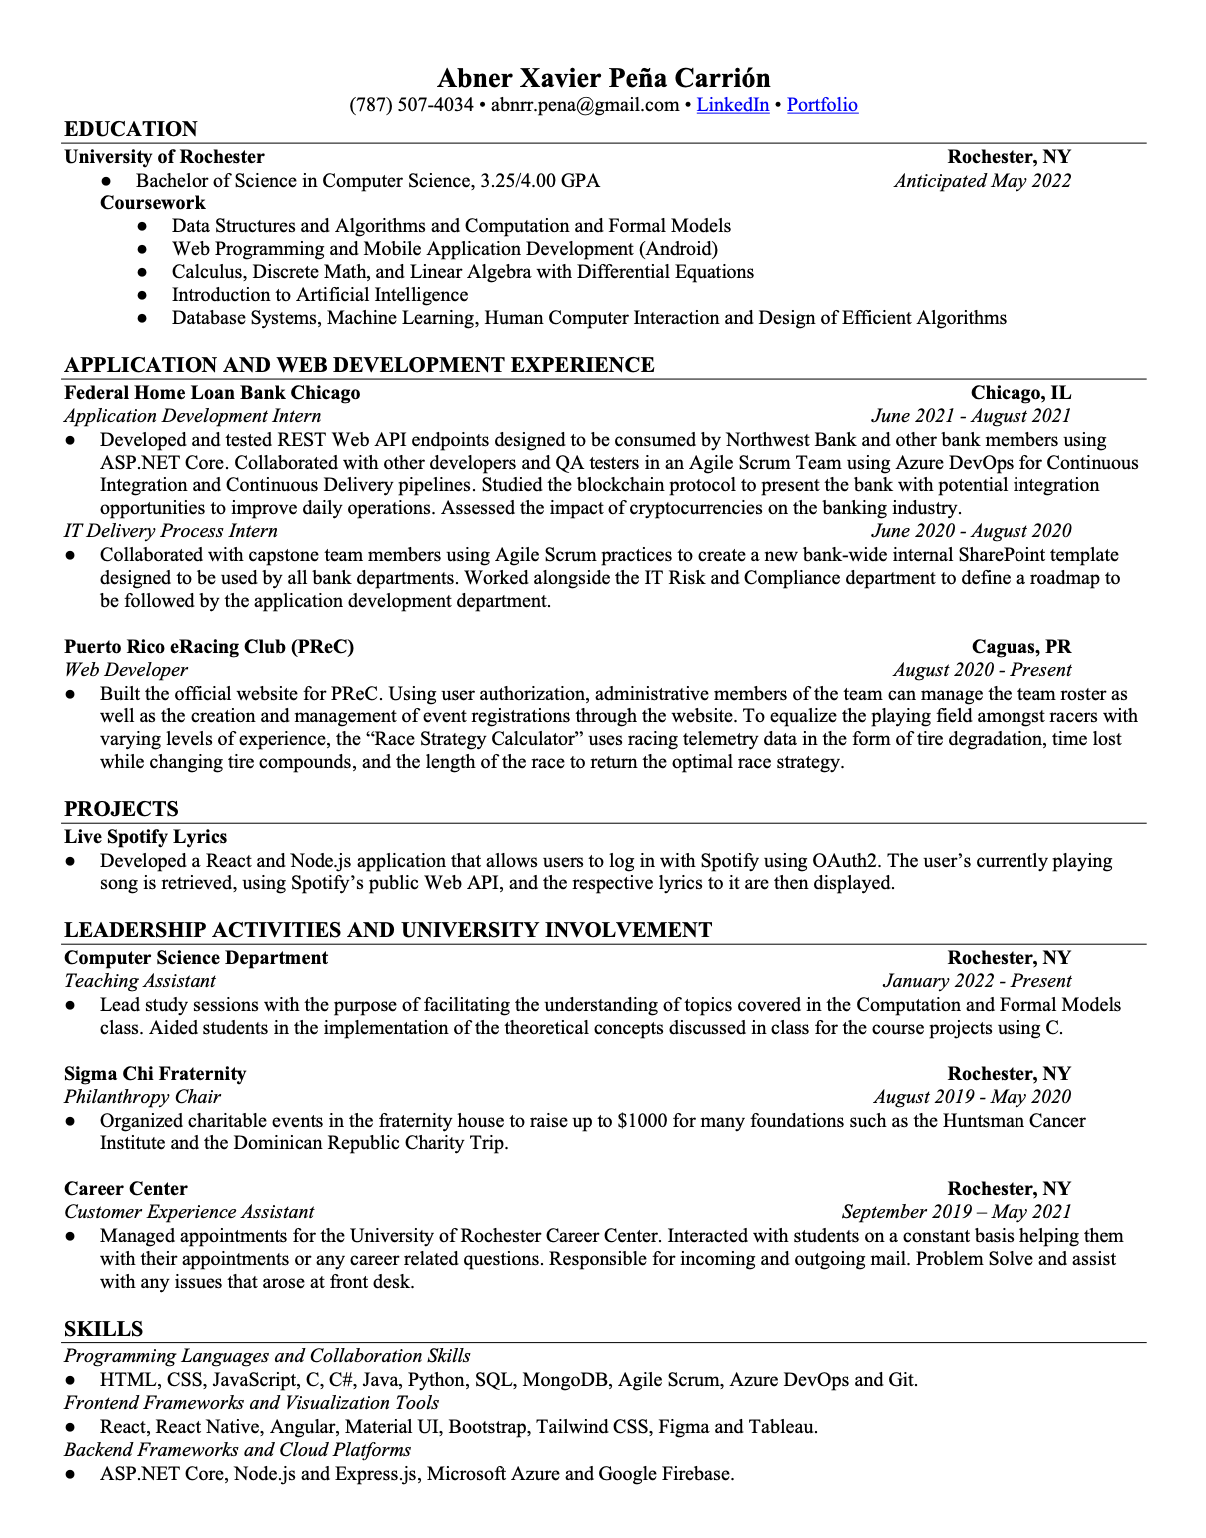 Abner Xavier Peña Carrión
(787) 507-4034 • abnrr.pena@gmail.com • LinkedIn • Portfolio
EDUCATION
University of Rochester Rochester, NY
● Bachelor of Science in Computer Science, 3.25/4.00 GPA Anticipated May 2022
Coursework
● Data Structures and Algorithms and Computation and Formal Models
● Web Programming and Mobile Application Development (Android)
● Calculus, Discrete Math, and Linear Algebra with Differential Equations
● Introduction to Artificial Intelligence
● Database Systems, Machine Learning, Human Computer Interaction and Design of Efficient Algorithms
APPLICATION AND WEB DEVELOPMENT EXPERIENCE
Federal Home Loan Bank Chicago Chicago, IL
Application Development Intern June 2021 - August 2021
● Developed and tested REST Web API endpoints designed to be consumed by Northwest Bank and other bank members using
ASP.NET Core. Collaborated with other developers and QA testers in an Agile Scrum Team using Azure DevOps for Continuous
Integration and Continuous Delivery pipelines. Studied the blockchain protocol to present the bank with potential integration
opportunities to improve daily operations. Assessed the impact of cryptocurrencies on the banking industry.
IT Delivery Process Intern June 2020 - August 2020
● Collaborated with capstone team members using Agile Scrum practices to create a new bank-wide internal SharePoint template
designed to be used by all bank departments. Worked alongside the IT Risk and Compliance department to define a roadmap to
be followed by the application development department.
Puerto Rico eRacing Club (PReC) Caguas, PR
Web Developer August 2020 - Present
● Built the official website for PReC. Using user authorization, administrative members of the team can manage the team roster as
well as the creation and management of event registrations through the website. To equalize the playing field amongst racers with
varying levels of experience, the “Race Strategy Calculator” uses racing telemetry data in the form of tire degradation, time lost
while changing tire compounds, and the length of the race to return the optimal race strategy.
PROJECTS
Live Spotify Lyrics
● Developed a React and Node.js application that allows users to log in with Spotify using OAuth2. The user’s currently playing
song is retrieved, using Spotify’s public Web API, and the respective lyrics to it are then displayed.
LEADERSHIP ACTIVITIES AND UNIVERSITY INVOLVEMENT
Computer Science Department Rochester, NY
Teaching Assistant January 2022 - Present
● Lead study sessions with the purpose of facilitating the understanding of topics covered in the Computation and Formal Models
class. Aided students in the implementation of the theoretical concepts discussed in class for the course projects using C.
Sigma Chi Fraternity Rochester, NY
Philanthropy Chair August 2019 - May 2020
● Organized charitable events in the fraternity house to raise up to $1000 for many foundations such as the Huntsman Cancer
Institute and the Dominican Republic Charity Trip.
Career Center Rochester, NY
Customer Experience Assistant September 2019 – May 2021
● Managed appointments for the University of Rochester Career Center. Interacted with students on a constant basis helping them
with their appointments or any career related questions. Responsible for incoming and outgoing mail. Problem Solve and assist
with any issues that arose at front desk.
SKILLS
Programming Languages and Collaboration Skills
● HTML, CSS, JavaScript, C, C#, Java, Python, SQL, MongoDB, Agile Scrum, Azure DevOps and Git.
Frontend Frameworks and Visualization Tools
● React, React Native, Angular, Material UI, Bootstrap, Tailwind CSS, Figma and Tableau.
Backend Frameworks and Cloud Platforms
● ASP.NET Core, Node.js and Express.js, Microsoft Azure and Google Firebase.